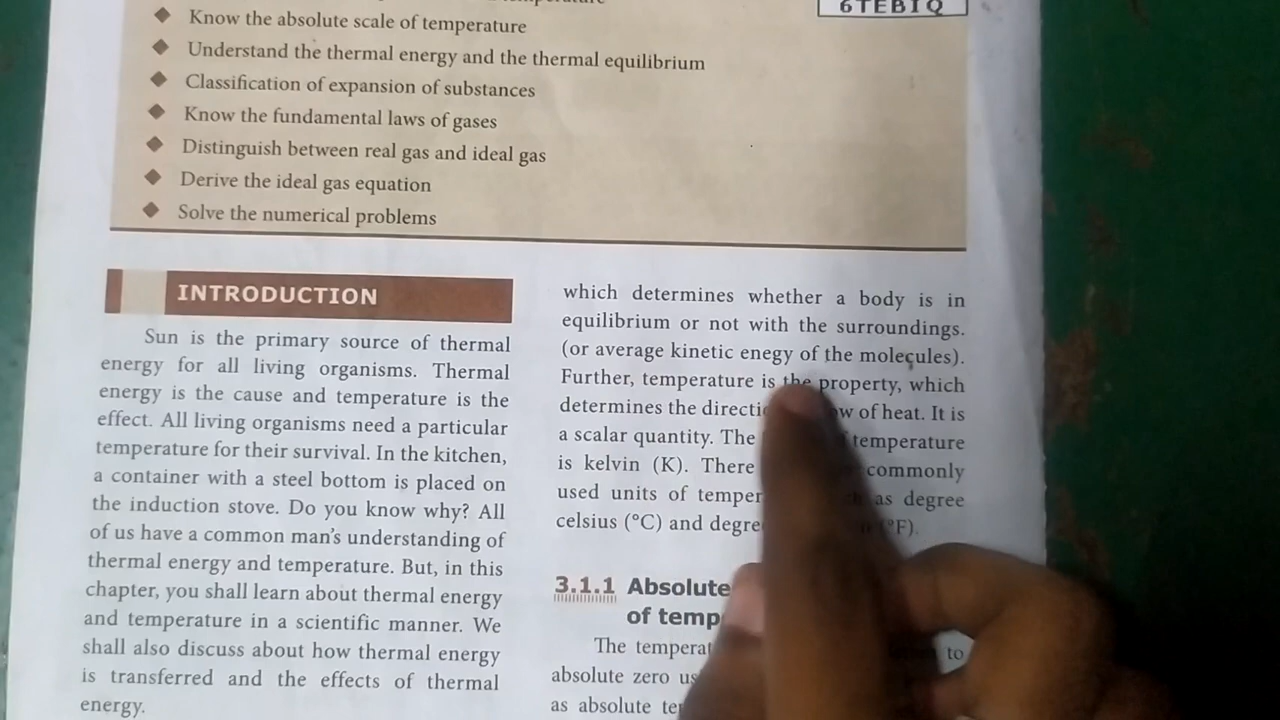 6TEBIQ
Know the absolute scale of temperature
Understand the thermal energy and the thermal equilibrium
Classification of expansion of substances
Know the fundamental laws of gases
Distinguish between real gas and ideal gas
Derive the ideal gas equation
Solve the numerical problems
INTRODUCTION
Sun is the primary source of thermal
energy for all living organisms. Thermal
energy is the cause and temperature is the
effect. All living organisms need a particular
temperature for their survival. In the kitchen,
a container with a steel bottom is placed on
the induction stove. Do you know why? All
of us have a common man's understanding of
thermal energy and temperature. But, in this
chapter, you shall learn about thermal energy
and temperature in a scientific manner. We
shall also discuss about how thermal energy
is transferred and the effects of thermal
energy.
which determines whether a body is in
equilibrium or not with the surroundings.
(or average kinetic enegy of the molecules).
Further, temperature is the property, which
determines the of heat. It is
a scalar quantity. The temperature
is kelvin (K). There commonly
used units of as degree
celsius (°C) and (°F).
3.1.1 Absolute
of
The to
absolute zero
as absolute